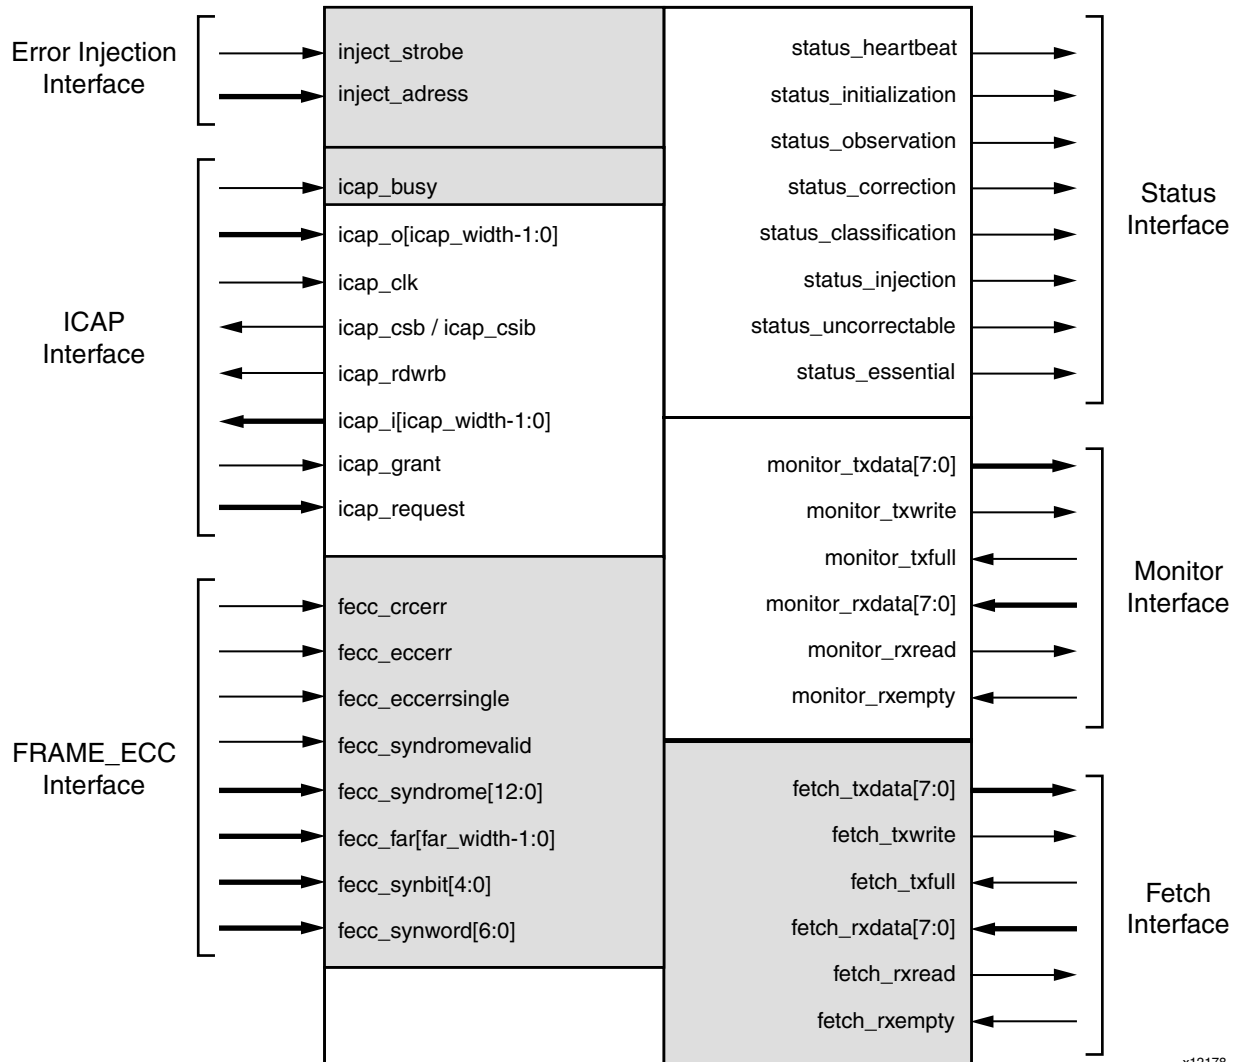 Error Injection
Interface
inject_strobe
inject_adress
ICAP
Interface
icap_busy
icap_o[icap_width-1:0]
icap_clk
icap_csb / icap_csib
icap_rdwrb
icap_i[icap_width-1:0]
icap_grant
icap_request
FRAME_ECC
Interface
fecc_crcerr
fecc_eccerr
fecc_eccerrsingle
fecc_syndromevalid
fecc_syndrome[12:0]
fecc_far[far_width-1:0]
fecc_synbit[4:0]
fecc_synword[6:0]
status_heartbeat
status_initialization
status_observation
status_correction
status_classification
status_injection
status_uncorrectable
status_essential
Status
Interface
monitor_txdata[7:0]
monitor_txwrite
monitor_txfull
monitor_rxdata[7:0]
monitor_rxread
monitor_rxempty
Monitor
Interface
fetch_txdata[7:0]
fetch_txwrite
fetch_txfull
fetch_rxdata[7:0]
fetch_rxread
fetch_rxempty
Fetch
Interface
x12178